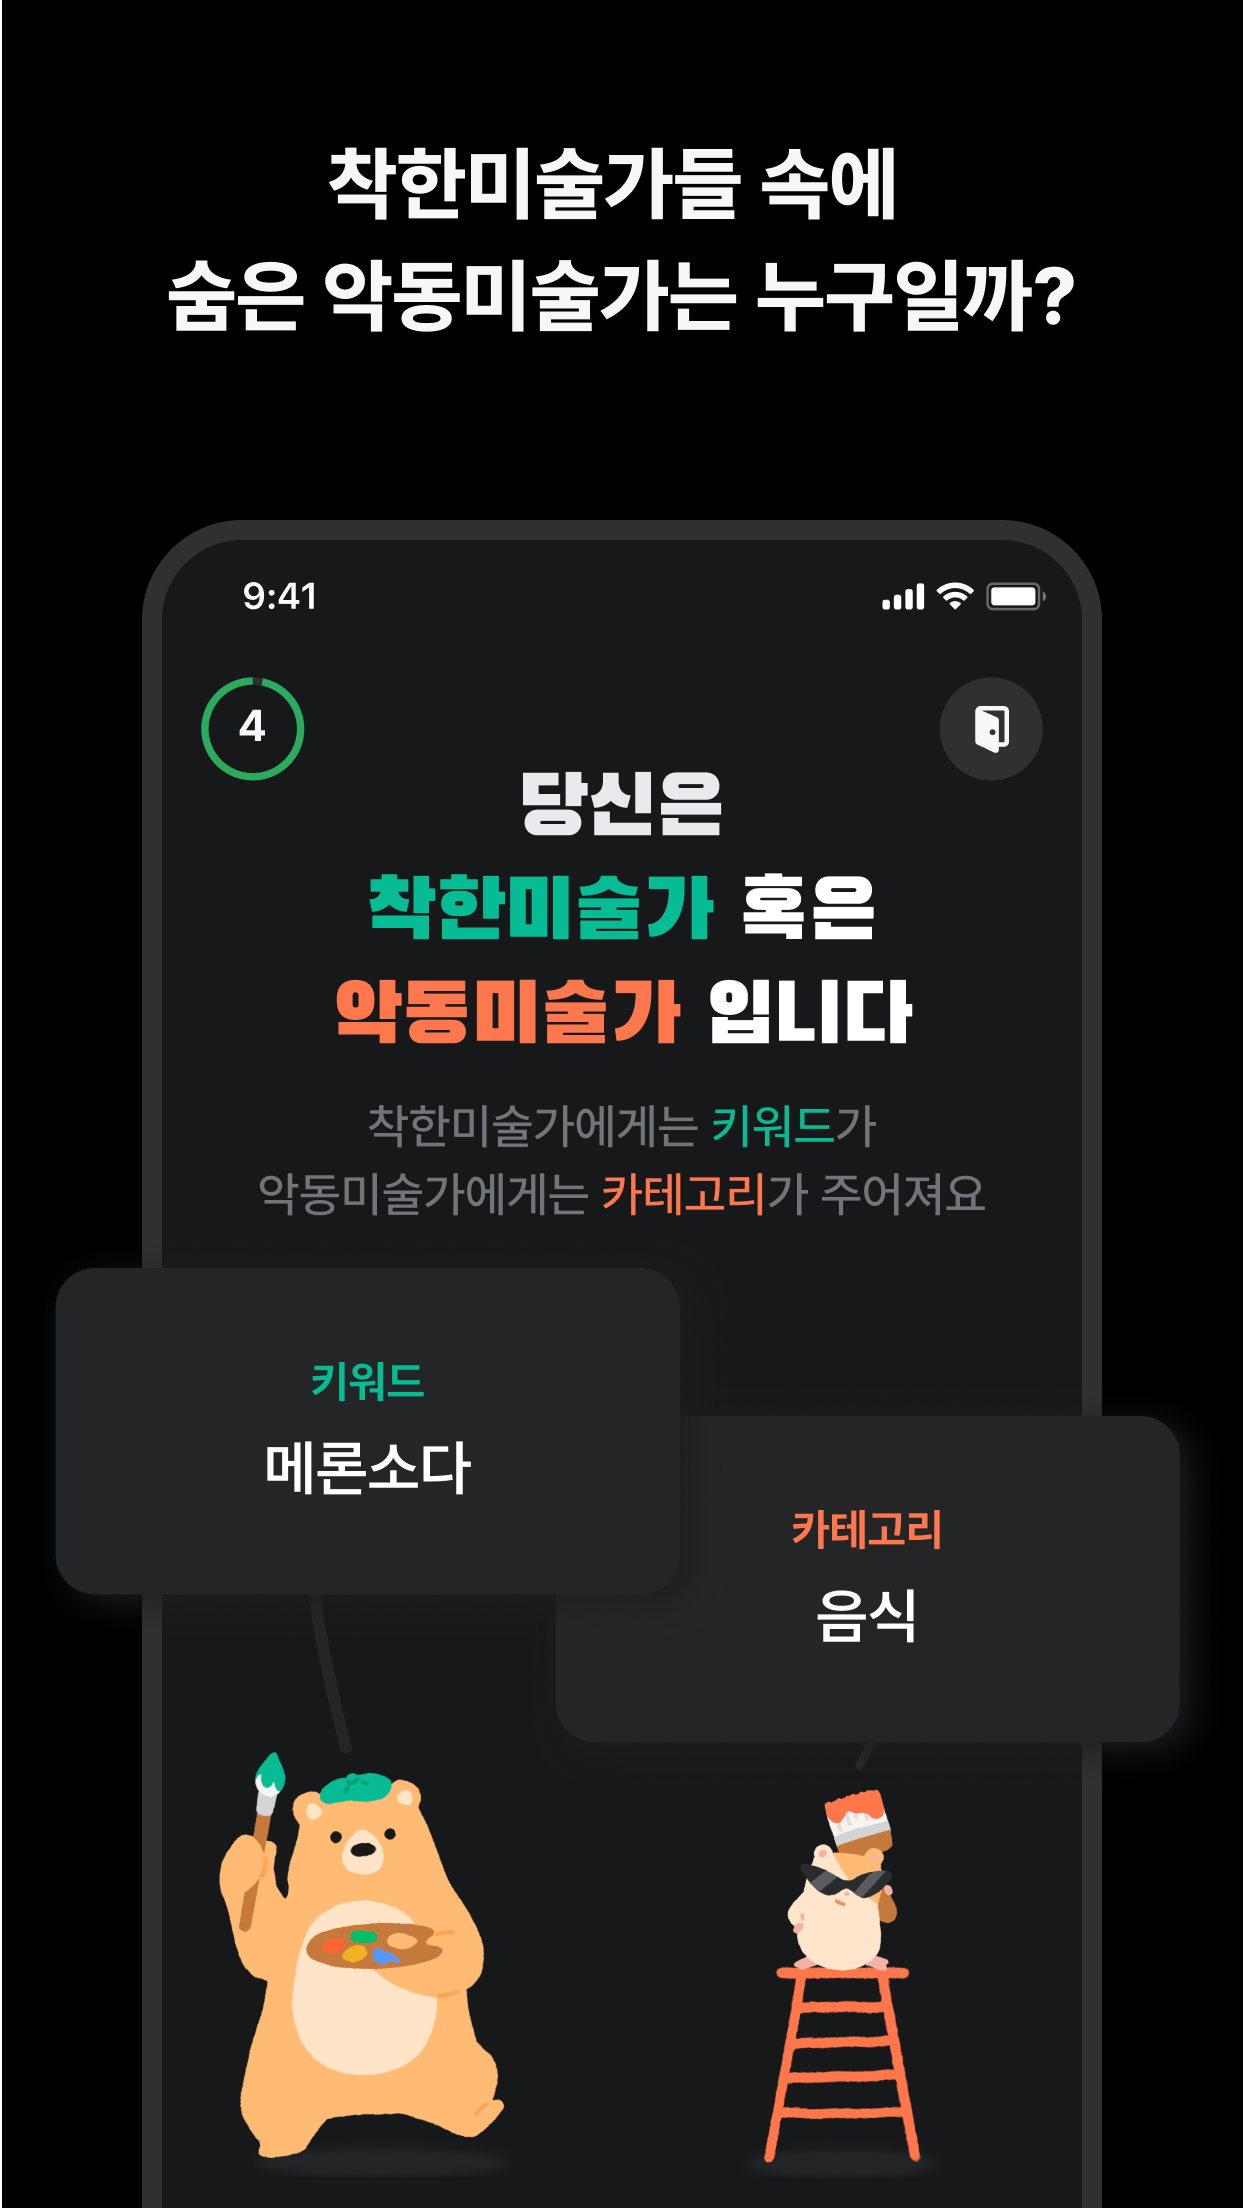 착한미술가들 속에
숨은 악동미술가는 누구일까?
9:41
4
당신은
착한미술가 혹은
악동미술가 입니다
착한미술가에게는 키워드가
악동미술가에게는 카테고리가 주어져요
키워드
메론소다
카테고리
음식